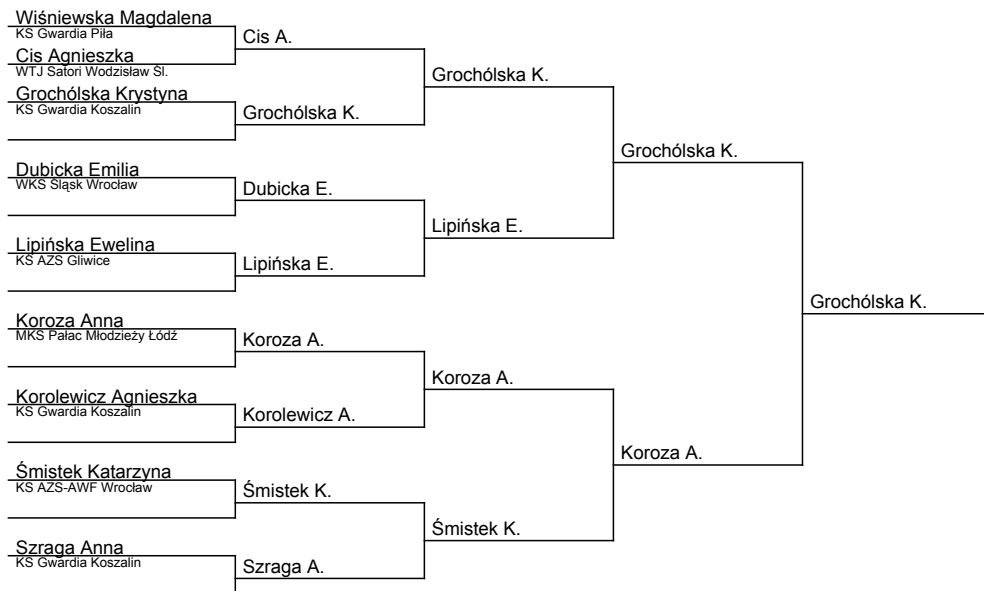 Wiśniewska Magdalena
KS Gwardia Piła
Cis A.
Cis Agnieszka
WTJ Satori Wodzisław Śl.
Grochólska K.
Grochólska Krystyna
KS Gwardia Koszalin
Grochólska K.
Grochólska K.
Dubicka Emilia
WKS Śląsk Wrocław
Dubicka E.
Lipińska E.
Lipińska Ewelina
KS AZS Gliwice
Lipińska E.
Grochólska K.
Koroza Anna
MKS Pałac Młodzieży Łódź
Koroza A.
Koroza A.
Korolewicz Agnieszka
KS Gwardia Koszalin
Korolewicz A.
Koroza A.
Śmistek Katarzyna
KS AZS-AWF Wrocław
Śmistek K.
Śmistek K.
Szraga Anna
KS Gwardia Koszalin
Szraga A.